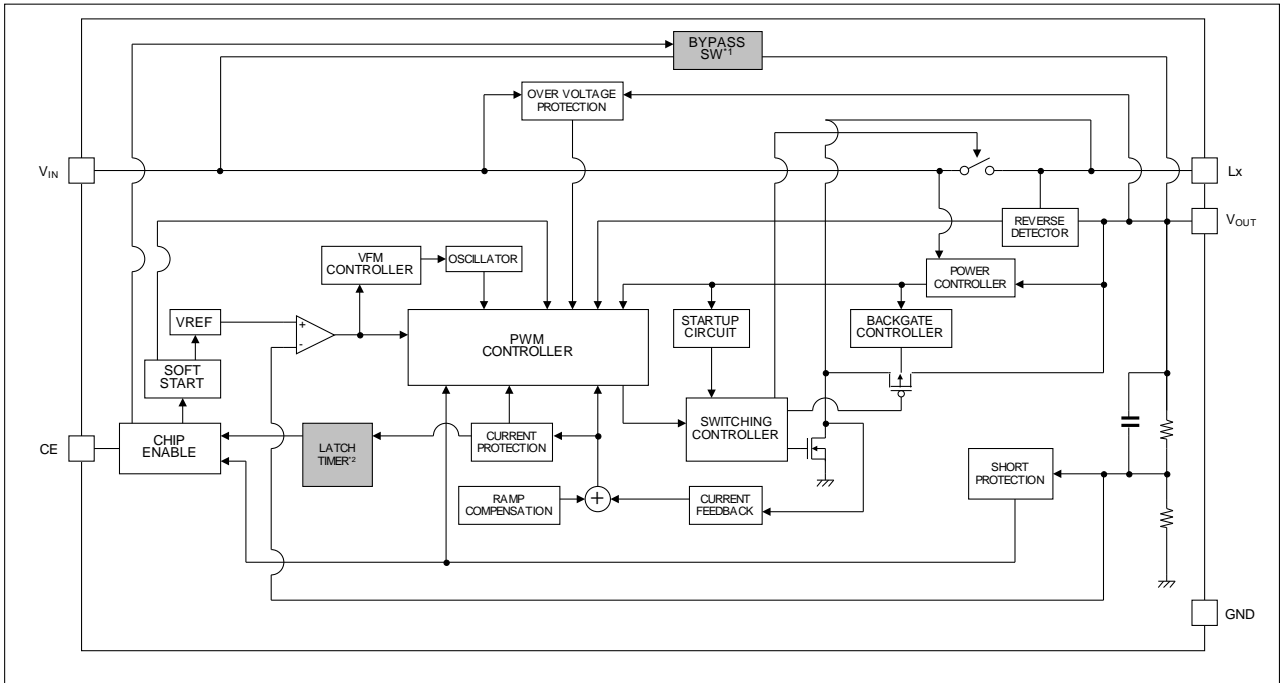 BYPASS
SW*1
OVER VOLTAGE
PROTECTION
VIN
Lx
REVERSE
DETECTOR
VOUT
VFM
CONTROLLER
OSCILLATOR
POWER
CONTROLLER
VREF
+
-
PWM
CONTROLLER
STARTUP
CIRCUIT
BACKGATE
CONTROLLER
SOFT
START
CE
CHIP
ENABLE
LATCH
TIMER*2
CURRENT
PROTECTION
SWITCHING
CONTROLLER
SHORT
PROTECTION
RAMP
COMPENSATION
+
CURRENT
FEEDBACK
GND